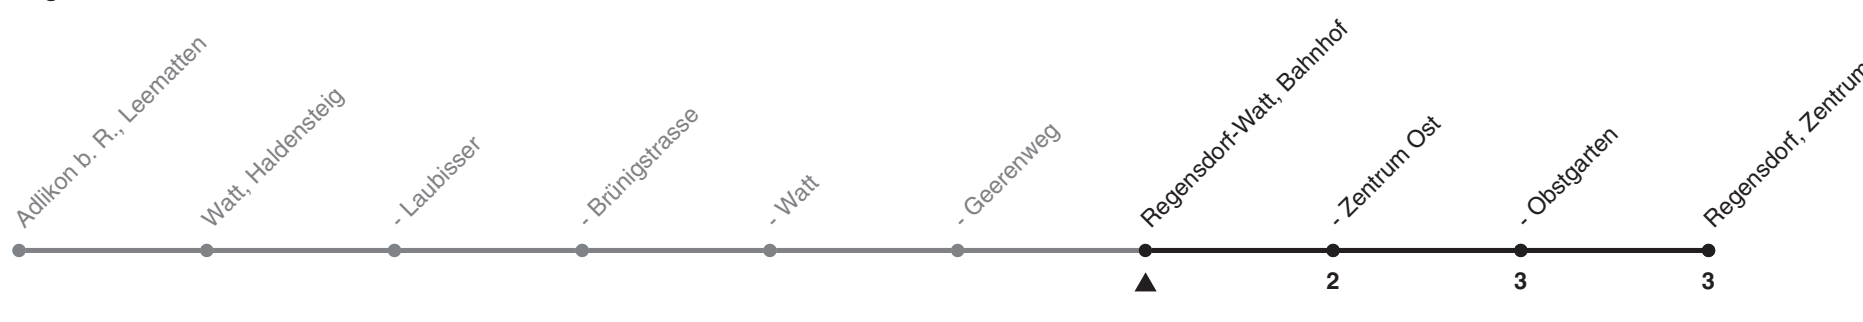 Adlikon b. R., Leematten
Watt, Haldensteig
- Laubisser
- Brünigstrasse
- Watt
- Geerenweg
Regensdorf-Watt, Bahnhof
- Zentrum Ost
- Obstgarten
Regensdorf, Zentrum
2
3
3